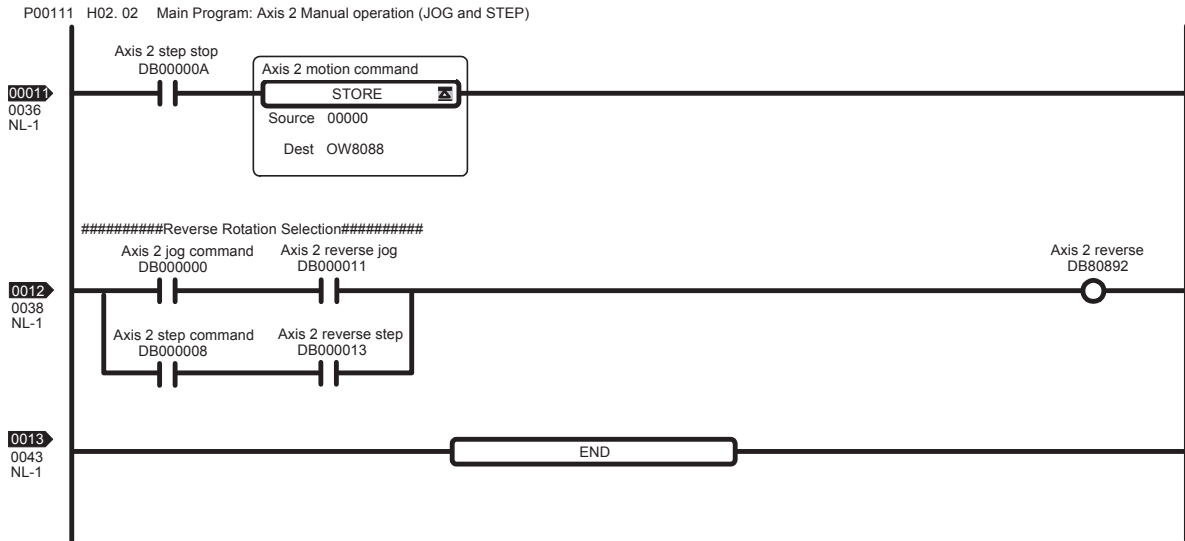 P00111 H02. 02 Main Program: Axis 2 Manual operation (JOG and STEP)
Axis 2 step stop
DB00000A
Axis 2 motion command
00011
STORE
0036
NL-1
Source 00000
Dest OW8088
##########Reverse Rotation Selection##########
Axis 2 jog command Axis 2 reverse jog Axis 2 reverse
DB000000 DB000011 DB80892
0012
0038
NL-1
Axis 2 step command Axis 2 reverse step
DB000008 DB000013
0013
0043
NL-1
END